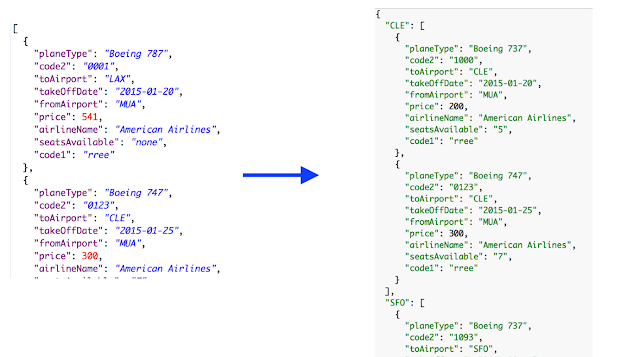 [
{
"planeType": "Boeing 787",
"code2": "0001",
"toAirport": "LAX",
"takeOffDate": "2015-01-20",
"fromAirport": "MUA",
"price": 541,
"airlineName": "American Airlines",
"seatsAvailable": "none",
"code1": "rree"
},
{
"planeType": "Boeing 747",
"code2": "0123",
"toAirport": "CLE",
"takeOffDate": "2015-01-25",
"fromAirport": "MUA",
"price": 300,
"airlineName": "American Airlines",
{
"CLE": [
{
"planeType": "Boeing 737",
"code2": "1000",
"toAirport": "CLE",
"takeOffDate": "2015-01-20",
"fromAirport": "MUA",
"price": 200,
"airlineName": "American Airlines",
"seatsAvailable": "5",
"code1": "rree"
},
{
"planeType": "Boeing 747",
"code2": "0123",
"toAirport": "CLE",
"takeOffDate": "2015-01-25",
"fromAirport": "MUA",
"price": 300,
"airlineName": "American Airlines",
"seatsAvailable": "7",
"code1": "rree"
}
],
"SFO": [
{
"planeType": "Boeing 737",
"code2": "1093",
"toAirport": "SFO",